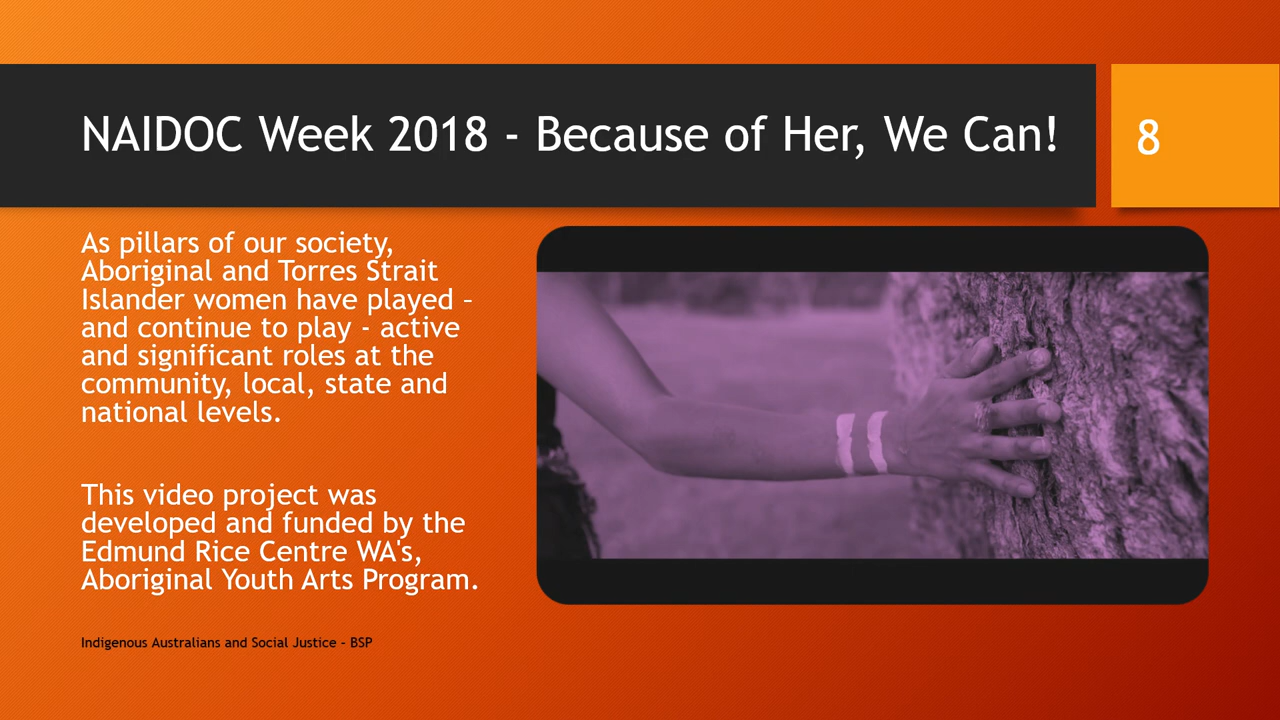 NAIDOC Week 2018 - Because of Her, We Can!
8
As pillars of our society,
Aboriginal and Torres Strait
Islander women have played –
and continue to play - active
and significant roles at the
community, local, state and
national levels.
This video project was
developed and funded by the
Edmund Rice Centre WA's,
Aboriginal Youth Arts Program.
Indigenous Australians and Social Justice - BSP